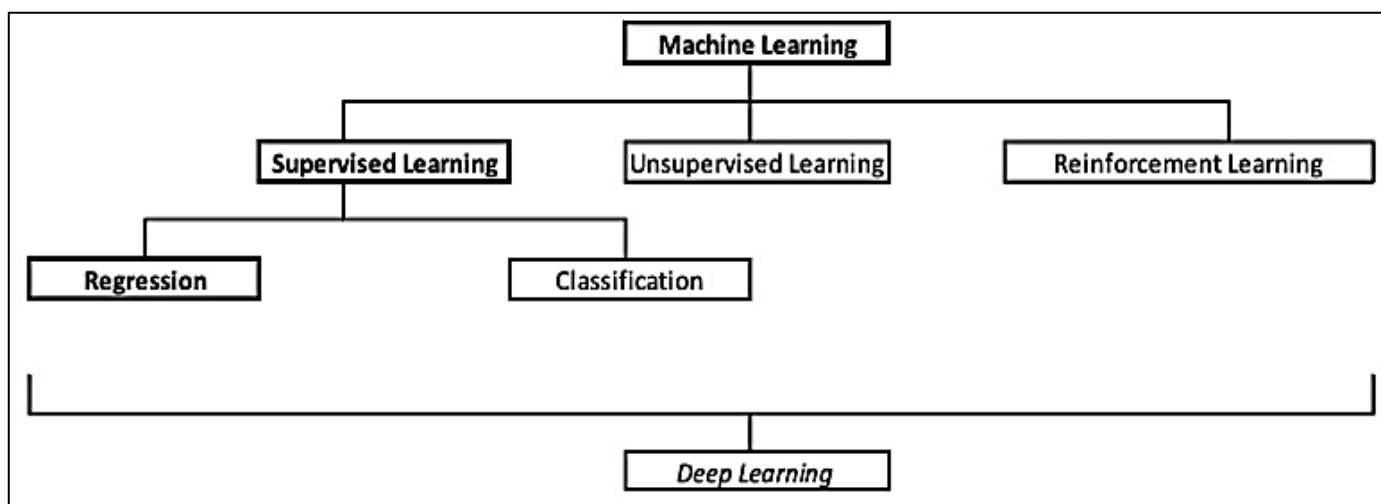 Machine Learning
Supervised Learning
Unsupervised Learning
Reinforcement Learning
Regression
Classification
Deep Learning